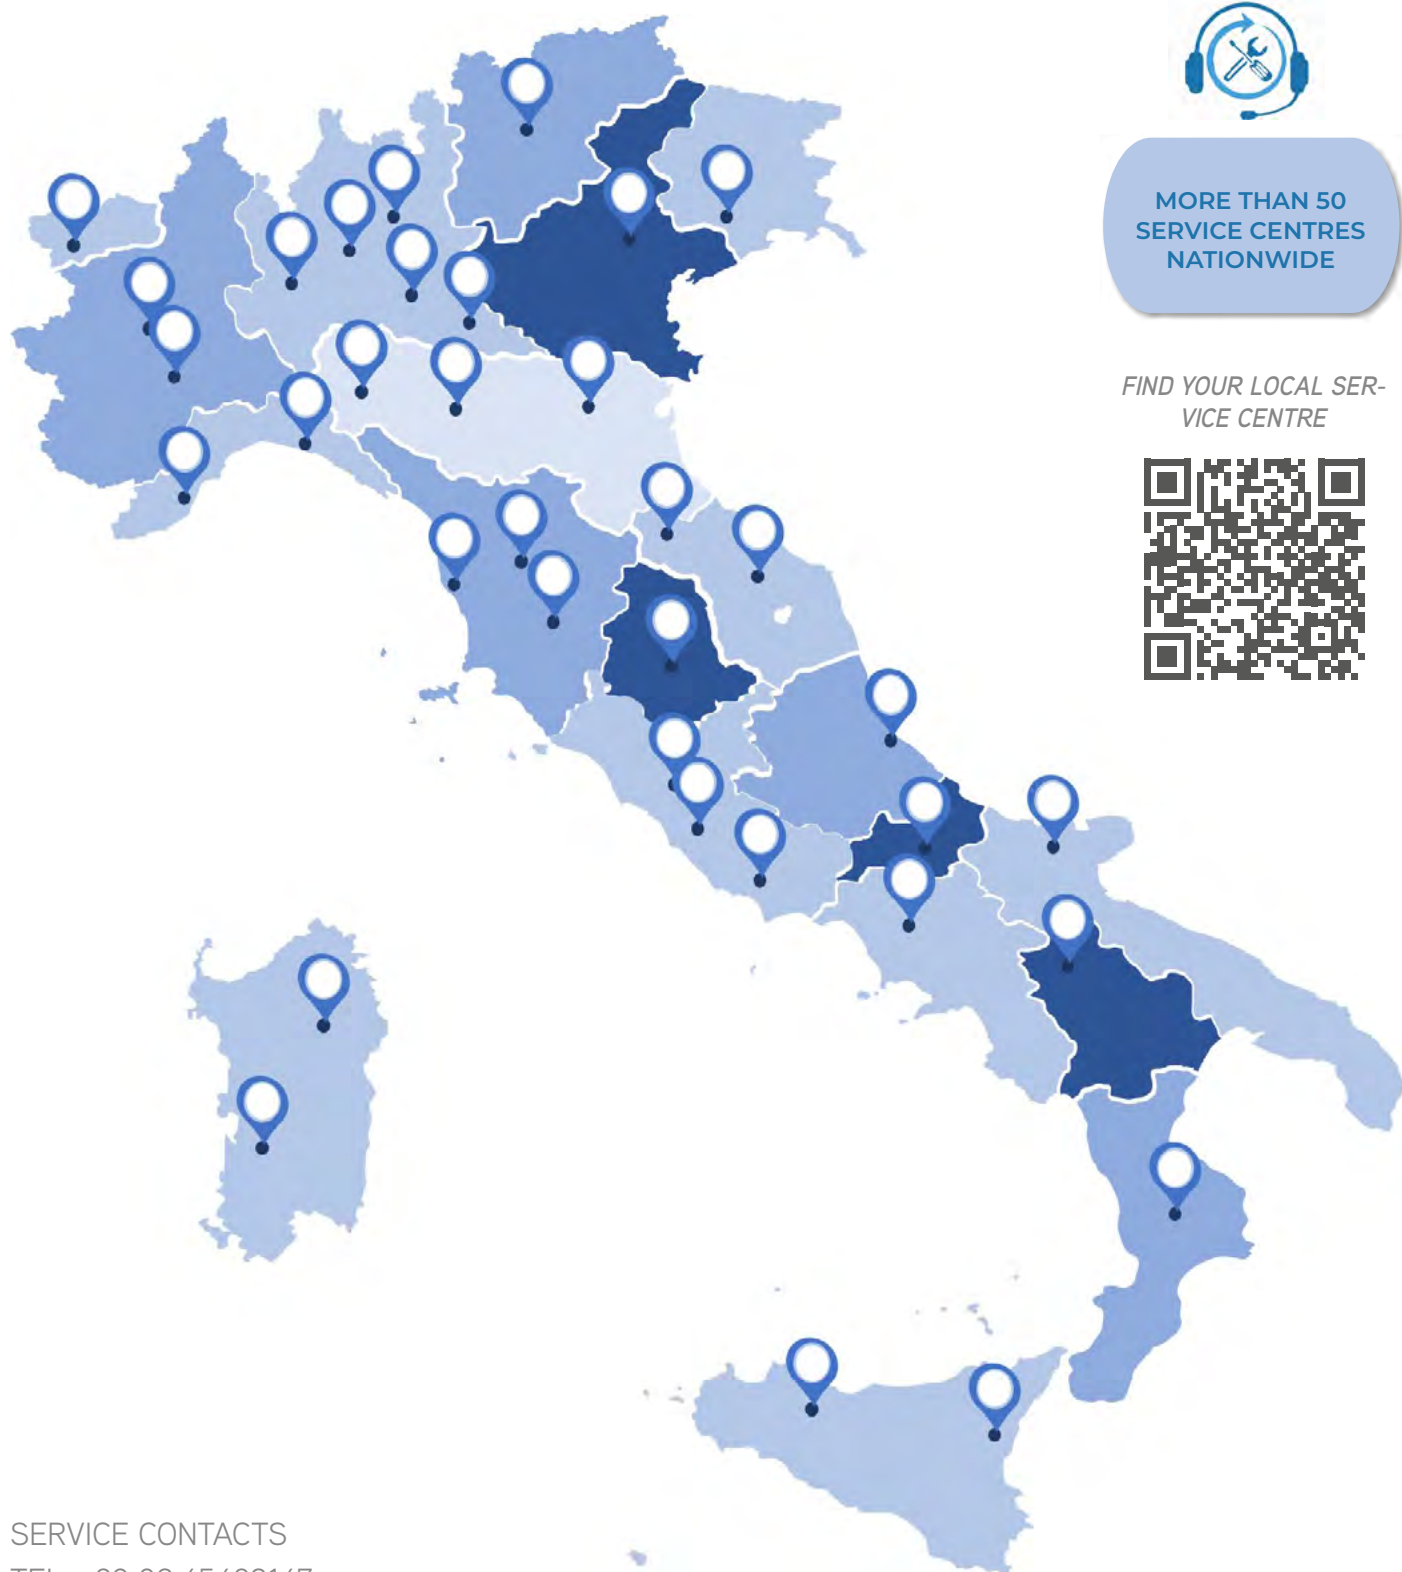 MORE THAN 50
SERVICE CENTRES
NATIONWIDE
FIND YOUR LOCAL SER-
VICE CENTRE
SERVICE CONTACTS